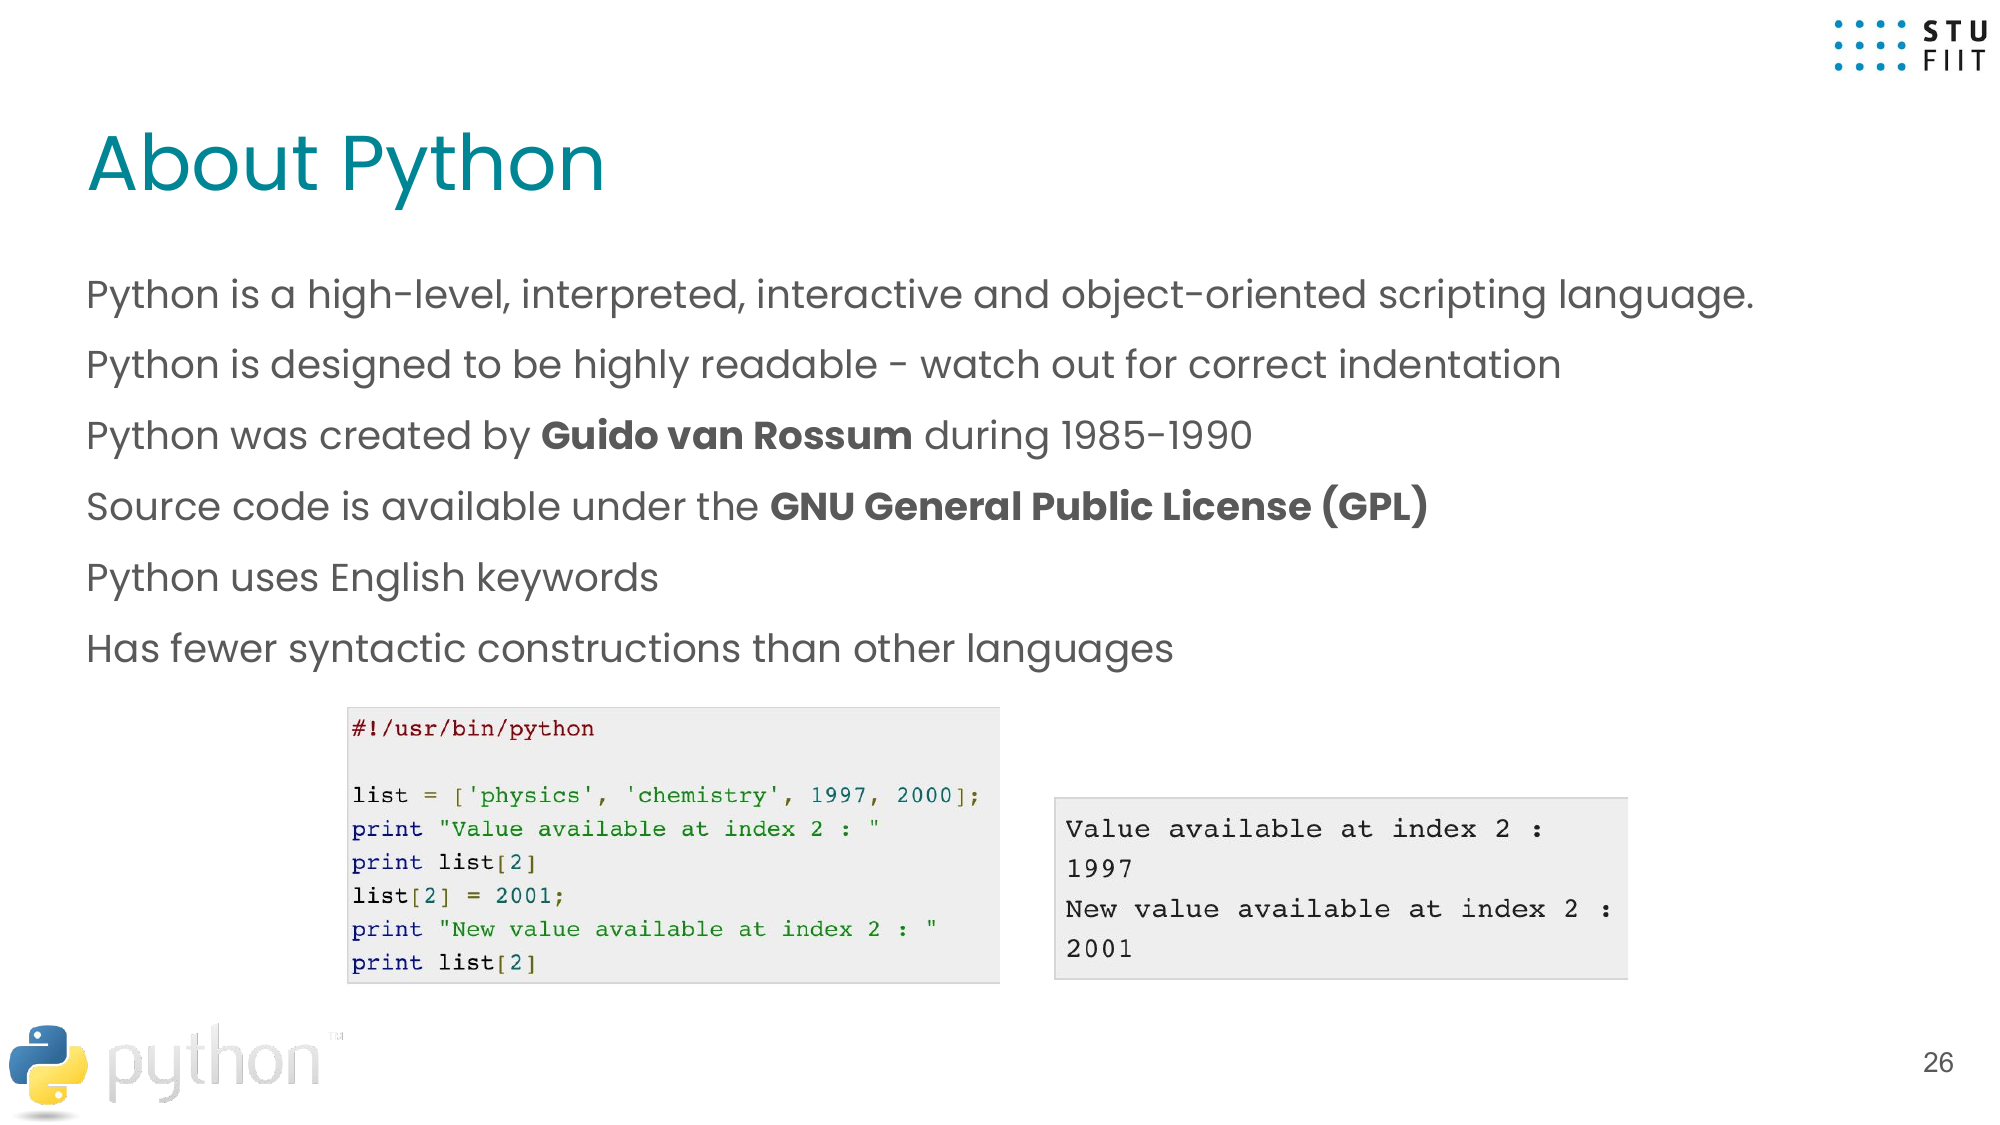 STU
FIIT
About Python
Python is a high-level, interpreted, interactive and object-oriented scripting language.
Python is designed to be highly readable - watch out for correct indentation
Python was created by Guido van Rossum during 1985-1990
Source code is available under the GNU General Public License (GPL)
Python uses English keywords
Has fewer syntactic constructions than other languages
#!/usr/bin/python
list = ['physics', 'chemistry', 1997, 2000];
print "Value available at index 2 : "
print list[2]
list[2] = 2001;
print "New value available at index 2 : "
print list[2]
Value available at index 2 :
1997
New value available at index 2 :
2001
python™
26